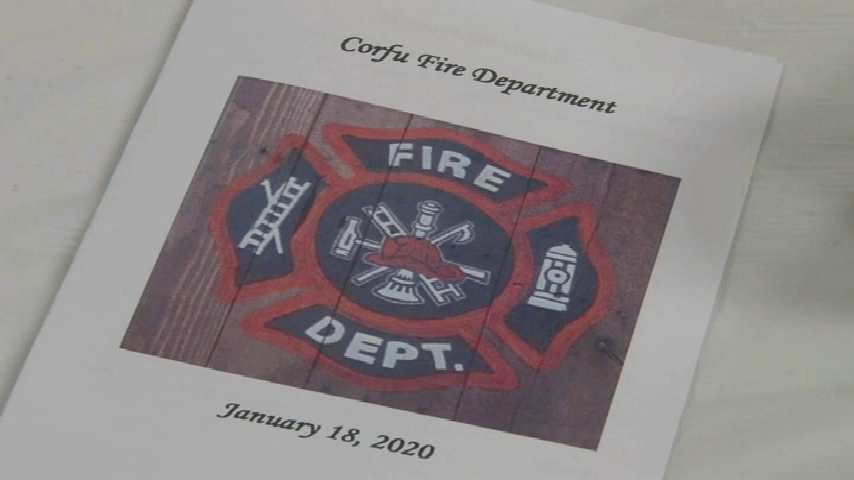 Corfu Fire Department
FIRE
DEPT.
January 18, 2020